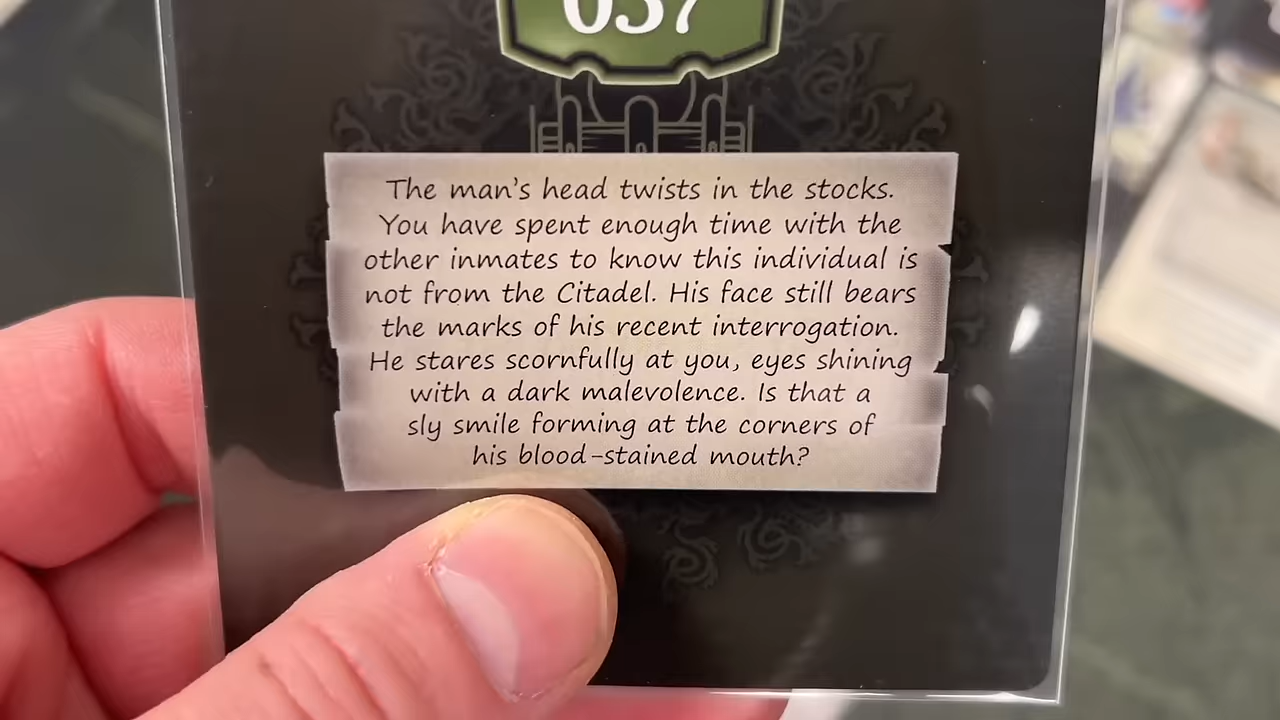 037
The man's head twists in the stocks.
You have spent enough time with the
other inmates to know this individual is
not from the Citadel. His face still bears
the marks of his recent interrogation.
He stares scornfully at you, eyes shining
with a dark malevolence. Is that a
sly smile forming at the corners of
his blood-stained mouth?